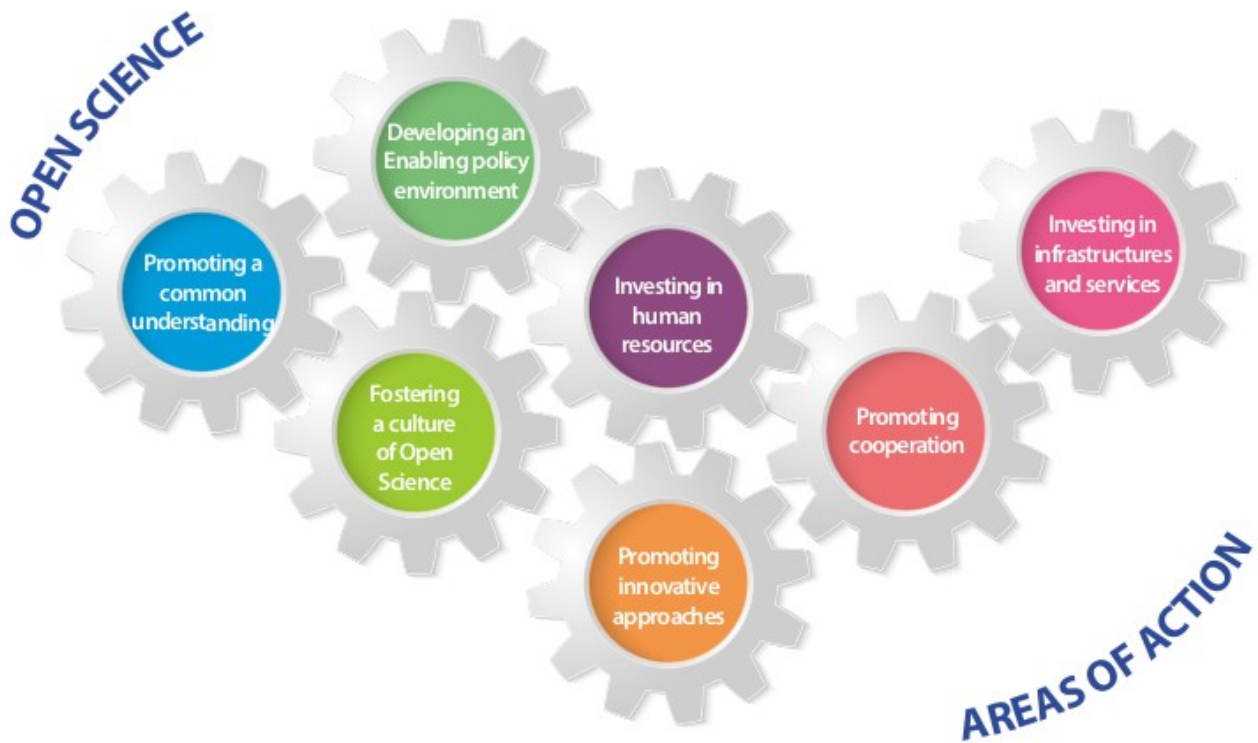 OPEN SCIENCE
Developing an
Enabling policy
environment
Promoting a
common
understanding
Investing in
human
resources
Investing in
infrastructures
and services
Fostering
a culture
of Open
Science
Promoting
cooperation
Promoting
innovative
approaches
AREAS OF ACTION